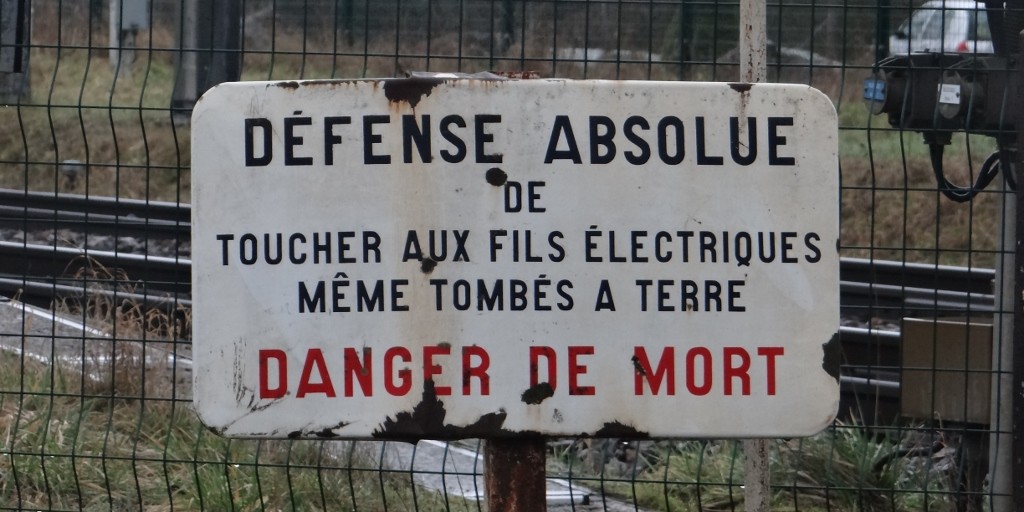 DÉFENSE ABSOLUE
DE
TOUCHER AUX FILS ÉLECTRIQUES
MÊME TOMBÉS A TERRE
DANGER DE MORT